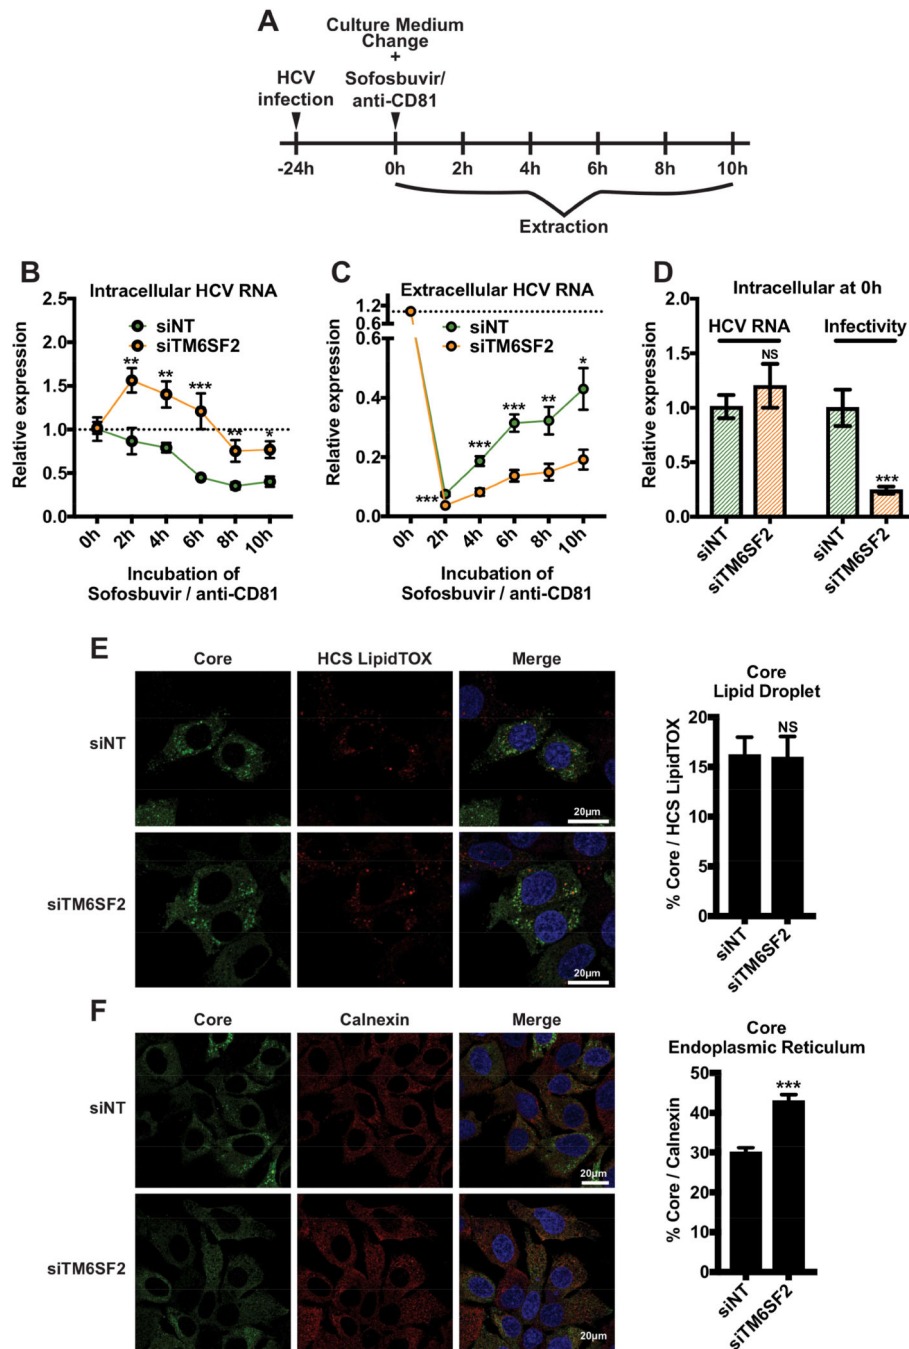 A
Culture Medium
Change
+
Sofosbuvir/
anti-CD81
HCV
infection
-24h 0h 2h 4h 6h 8h 10h
Extraction
B
Intracellular HCV RNA
siNT
siTM6SF2
Relative expression
2.5
2.0
1.5
1.0
0.5
0.0
** ** *** ** *
0h 2h 4h 6h 8h 10h
Incubation of
Sofosbuvir / anti-CD81
C
Extracellular HCV RNA
siNT
siTM6SF2
Relative expression
1.2
0.6
0.6
0.4
0.2
0.0
*** *** *** ** *
0h 2h 4h 6h 8h 10h
Incubation of
Sofosbuvir / anti-CD81
D
Intracellular at 0h
HCV RNA Infectivity
Relative expression
2.0
1.5
1.0
0.5
0.0
NS
***
siNT siTM6SF2 siNT siTM6SF2
E
Core HCS LipidTOX Merge
siNT
20µm
siTM6SF2
20µm
Core
Lipid Droplet
% Core / HCS LipidTOX
20
15
10
5
0
NS
siNT siTM6SF2
F
Core Calnexin Merge
siNT
20µm
siTM6SF2
Core
Endoplasmic Reticulum
% Core / Calnexin
50
40
30
20
10
0
***
siNT siTM6SF2